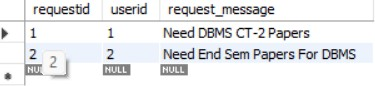 requestid userid request_message
1 1 Need DBMS CT-2 Papers
2 2 Need End Sem Papers For DBMS
2
NULL NULL NULL